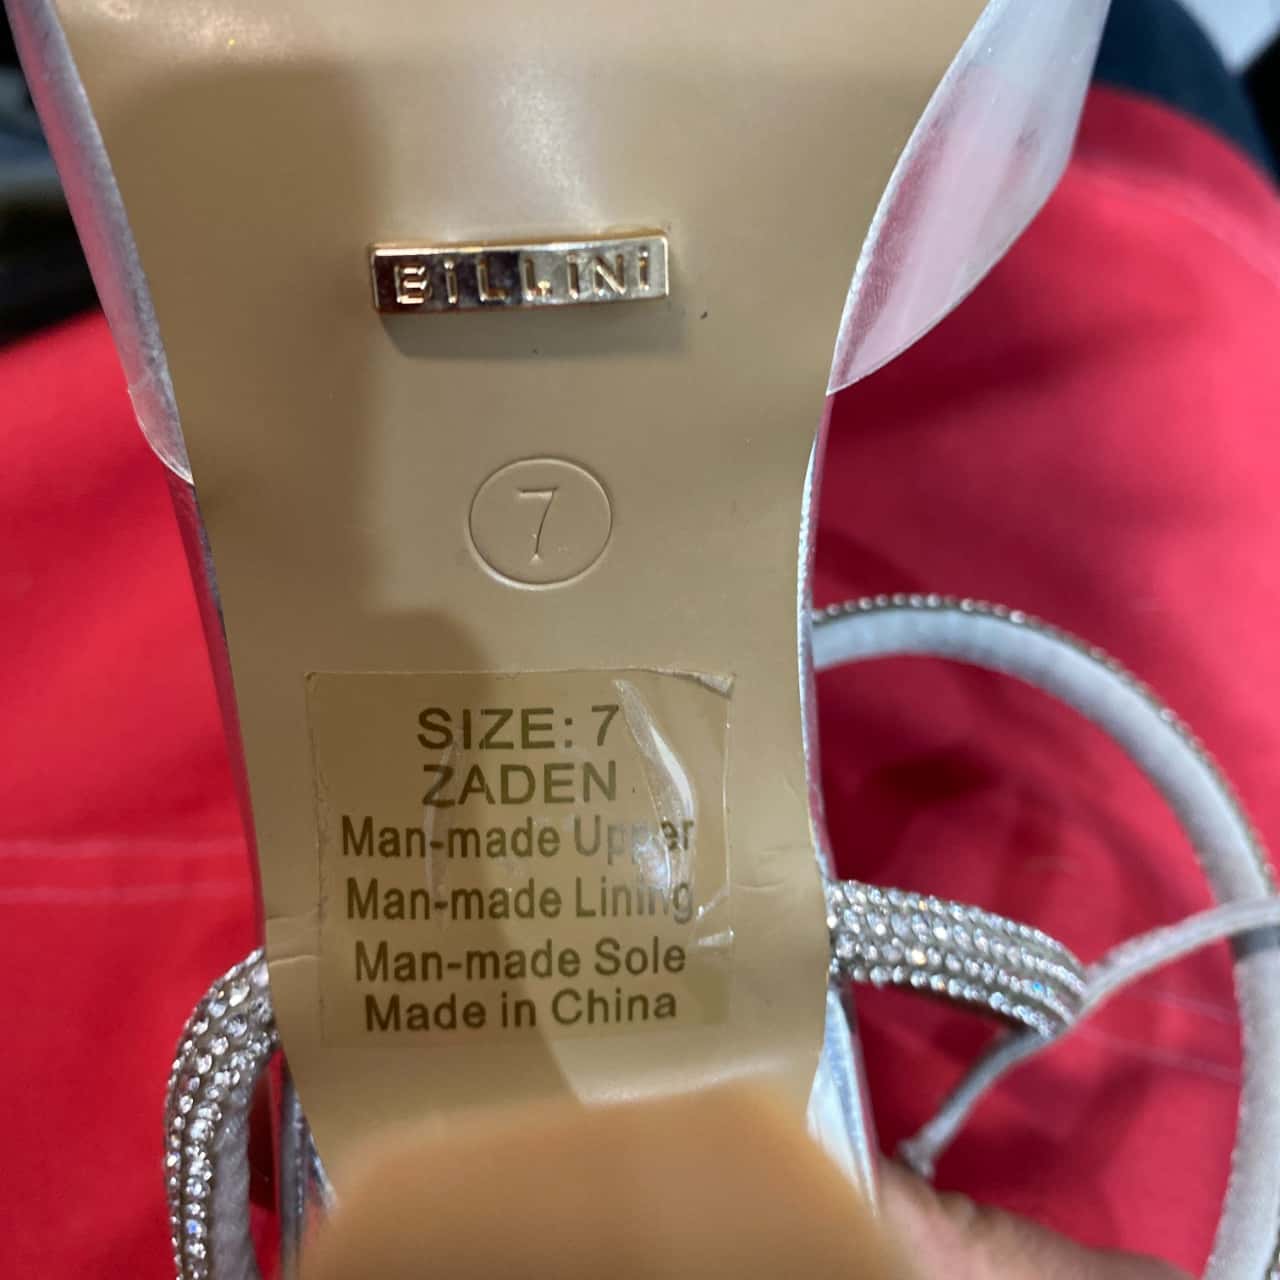 BiLLiNi
7
SIZE: 7
ZADEN
Man-made Upper
Man-made Lining
Man-made Sole
Made in China